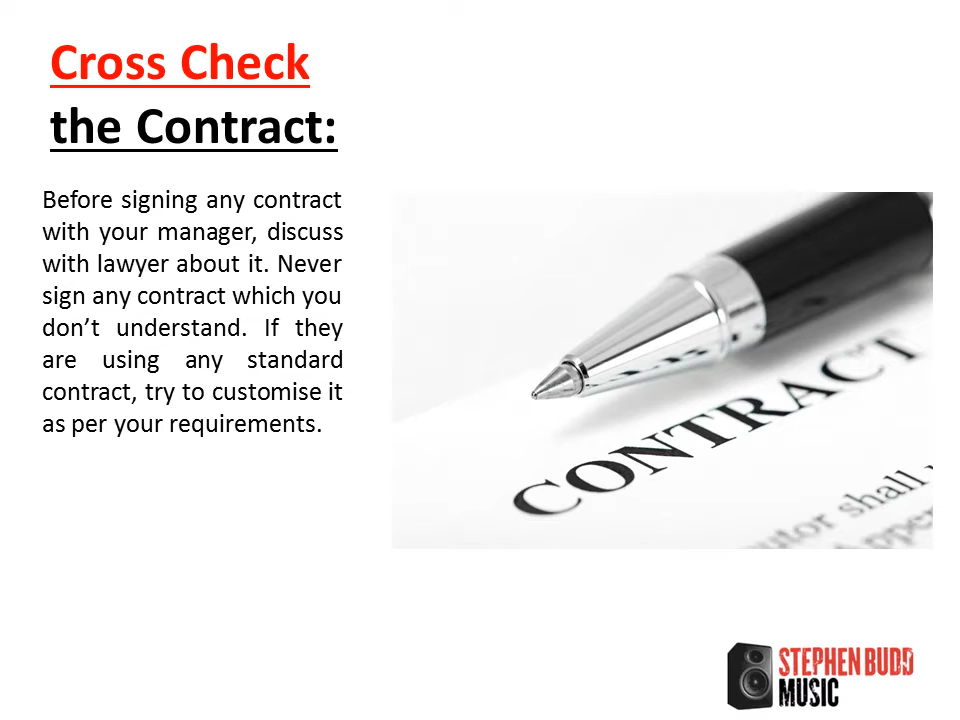 Cross Check
the Contract:
Before signing any contract
with your manager, discuss
with lawyer about it. Never
sign any contract which you
don’t understand. If they
are using any standard
contract, try to customise it
as per your requirements.
CONTRACT
shall
STEPHEN BUDD
MUSIC